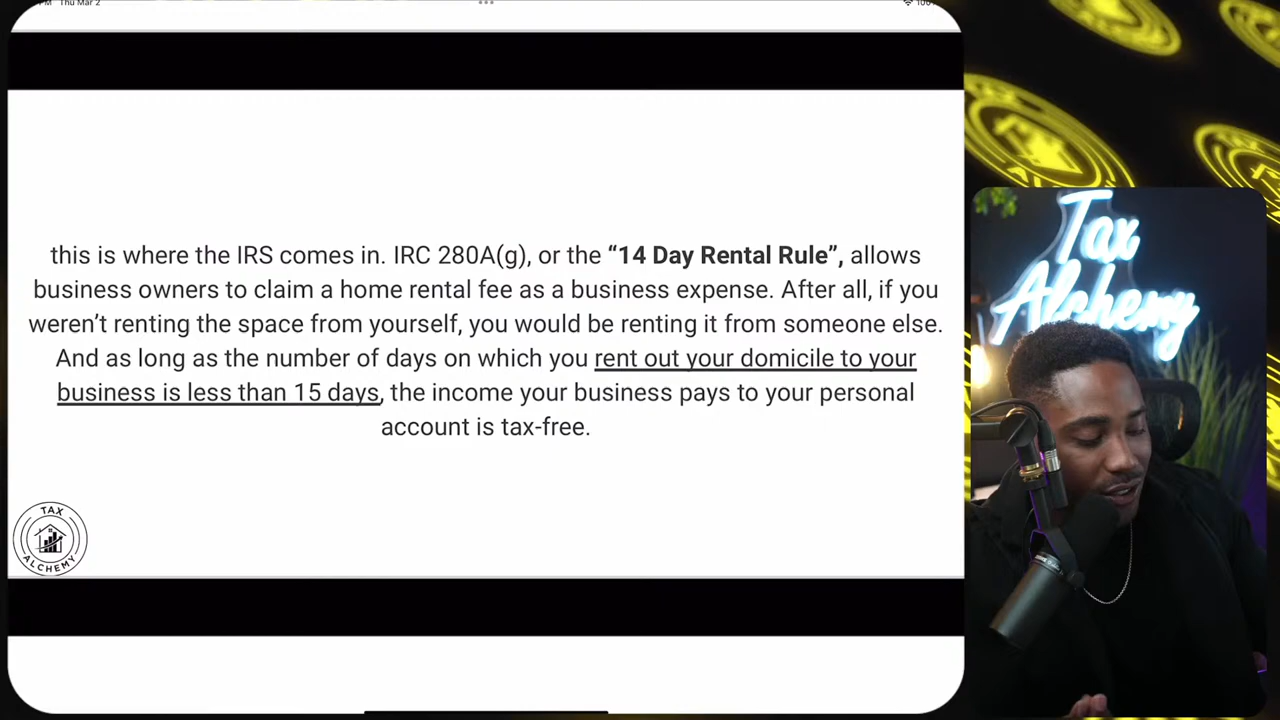 Thu Mar 2
this is where the IRS comes in. IRC 280A(g), or the “14 Day Rental Rule”, allows
business owners to claim a home rental fee as a business expense. After all, if you
weren’t renting the space from yourself, you would be renting it from someone else.
And as long as the number of days on which you rent out your domicile to your
business is less than 15 days, the income your business pays to your personal
account is tax-free.
TAX
ALCHEMY
Tax
Alchemy